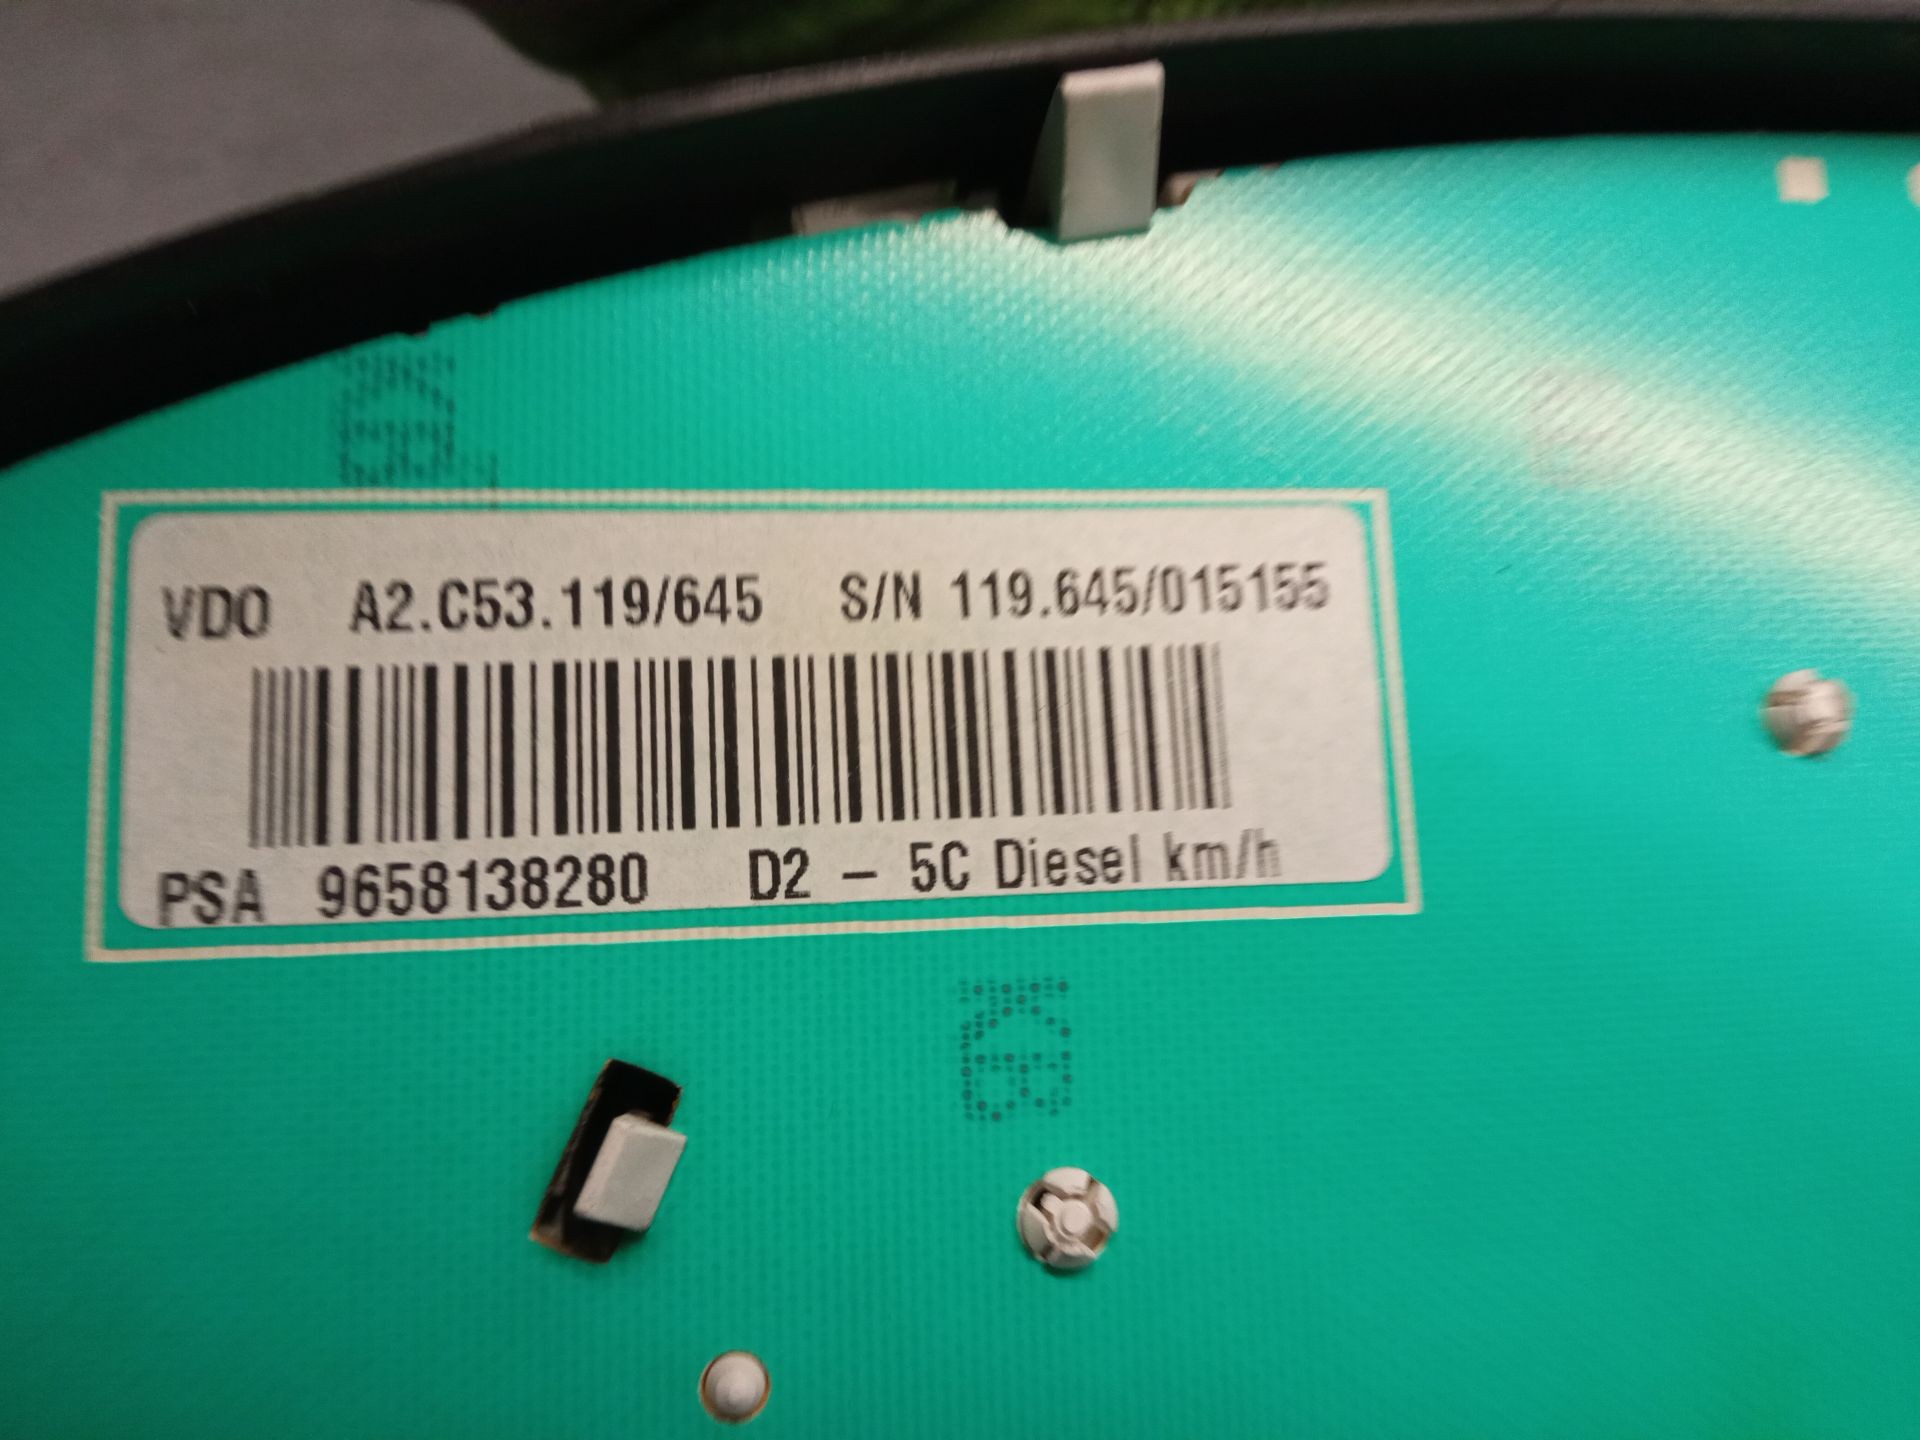 VDO A2.C53.119/645 S/N 119.645/015155
PSA 9658138280 D2 - 5C Diesel km/h